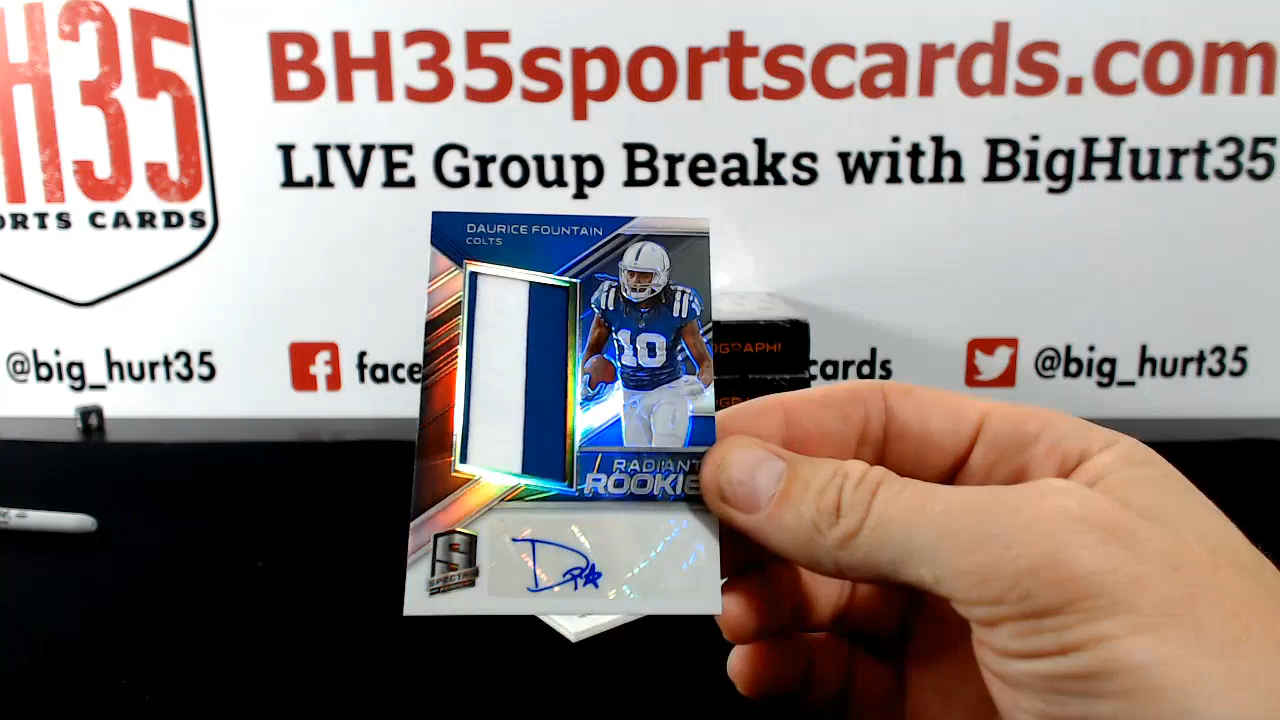 H35
ORTS CARDS
BH35sportscards.com
LIVE Group Breaks with BigHurt35
@big_hurt35
f
face
cards
@big_hurt35
DAURICE FOUNTAIN
COLTS
10
RADIANT
ROOKIE
S
SPECTRA
OGRAPH